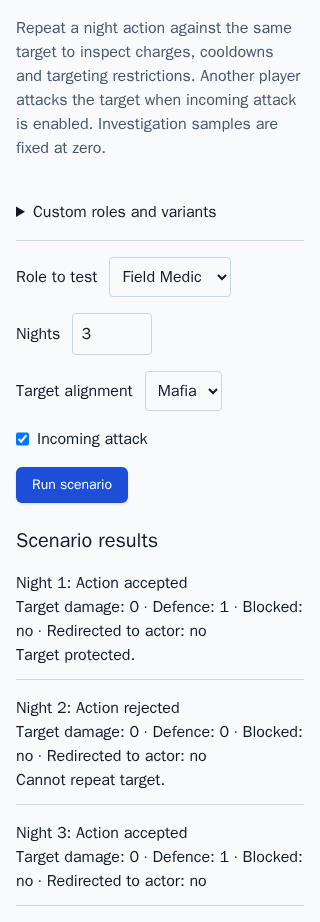 Repeat a night action against the same
target to inspect charges, cooldowns
and targeting restrictions. Another player
attacks the target when incoming attack
is enabled. Investigation samples are
fixed at zero.
Custom roles and variants
Role to test Field Medic
Nights 3
Target alignment Mafia
Incoming attack
Run scenario
Scenario results
Night 1: Action accepted
Target damage: 0 · Defence: 1 · Blocked:
no · Redirected to actor: no
Target protected.
Night 2: Action rejected
Target damage: 0 · Defence: 0 · Blocked:
no · Redirected to actor: no
Cannot repeat target.
Night 3: Action accepted
Target damage: 0 · Defence: 1 · Blocked:
no · Redirected to actor: no